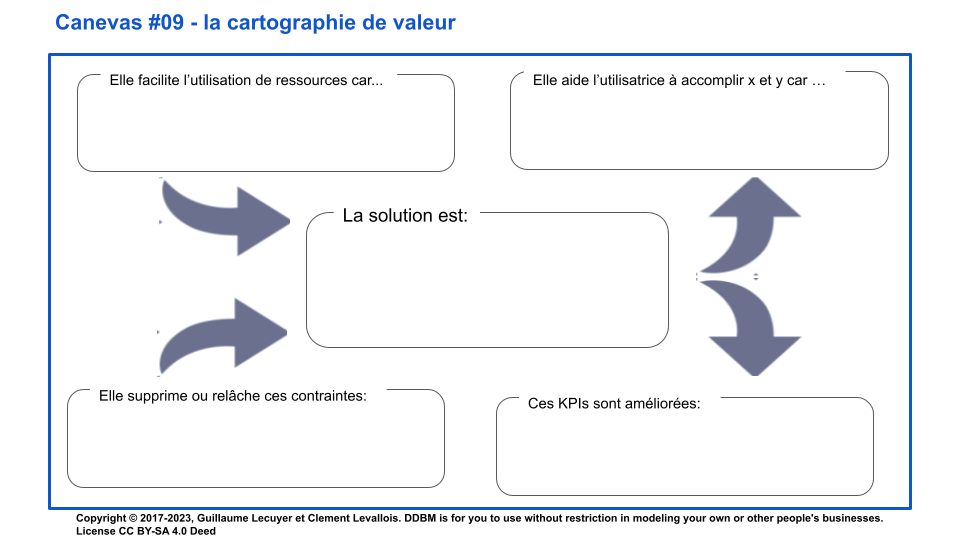 Canevas #09 - la cartographie de valeur
Elle facilite l’utilisation de ressources car...
Elle aide l’utilisatrice à accomplir x et y car …
La solution est:
Elle supprime ou relâche ces contraintes:
Ces KPIs sont améliorées:
Copyright © 2017-2023, Guillaume Lecuyer et Clement Levallois. DDBM is for you to use without restriction in modeling your own or other people's businesses.
License CC BY-SA 4.0 Deed